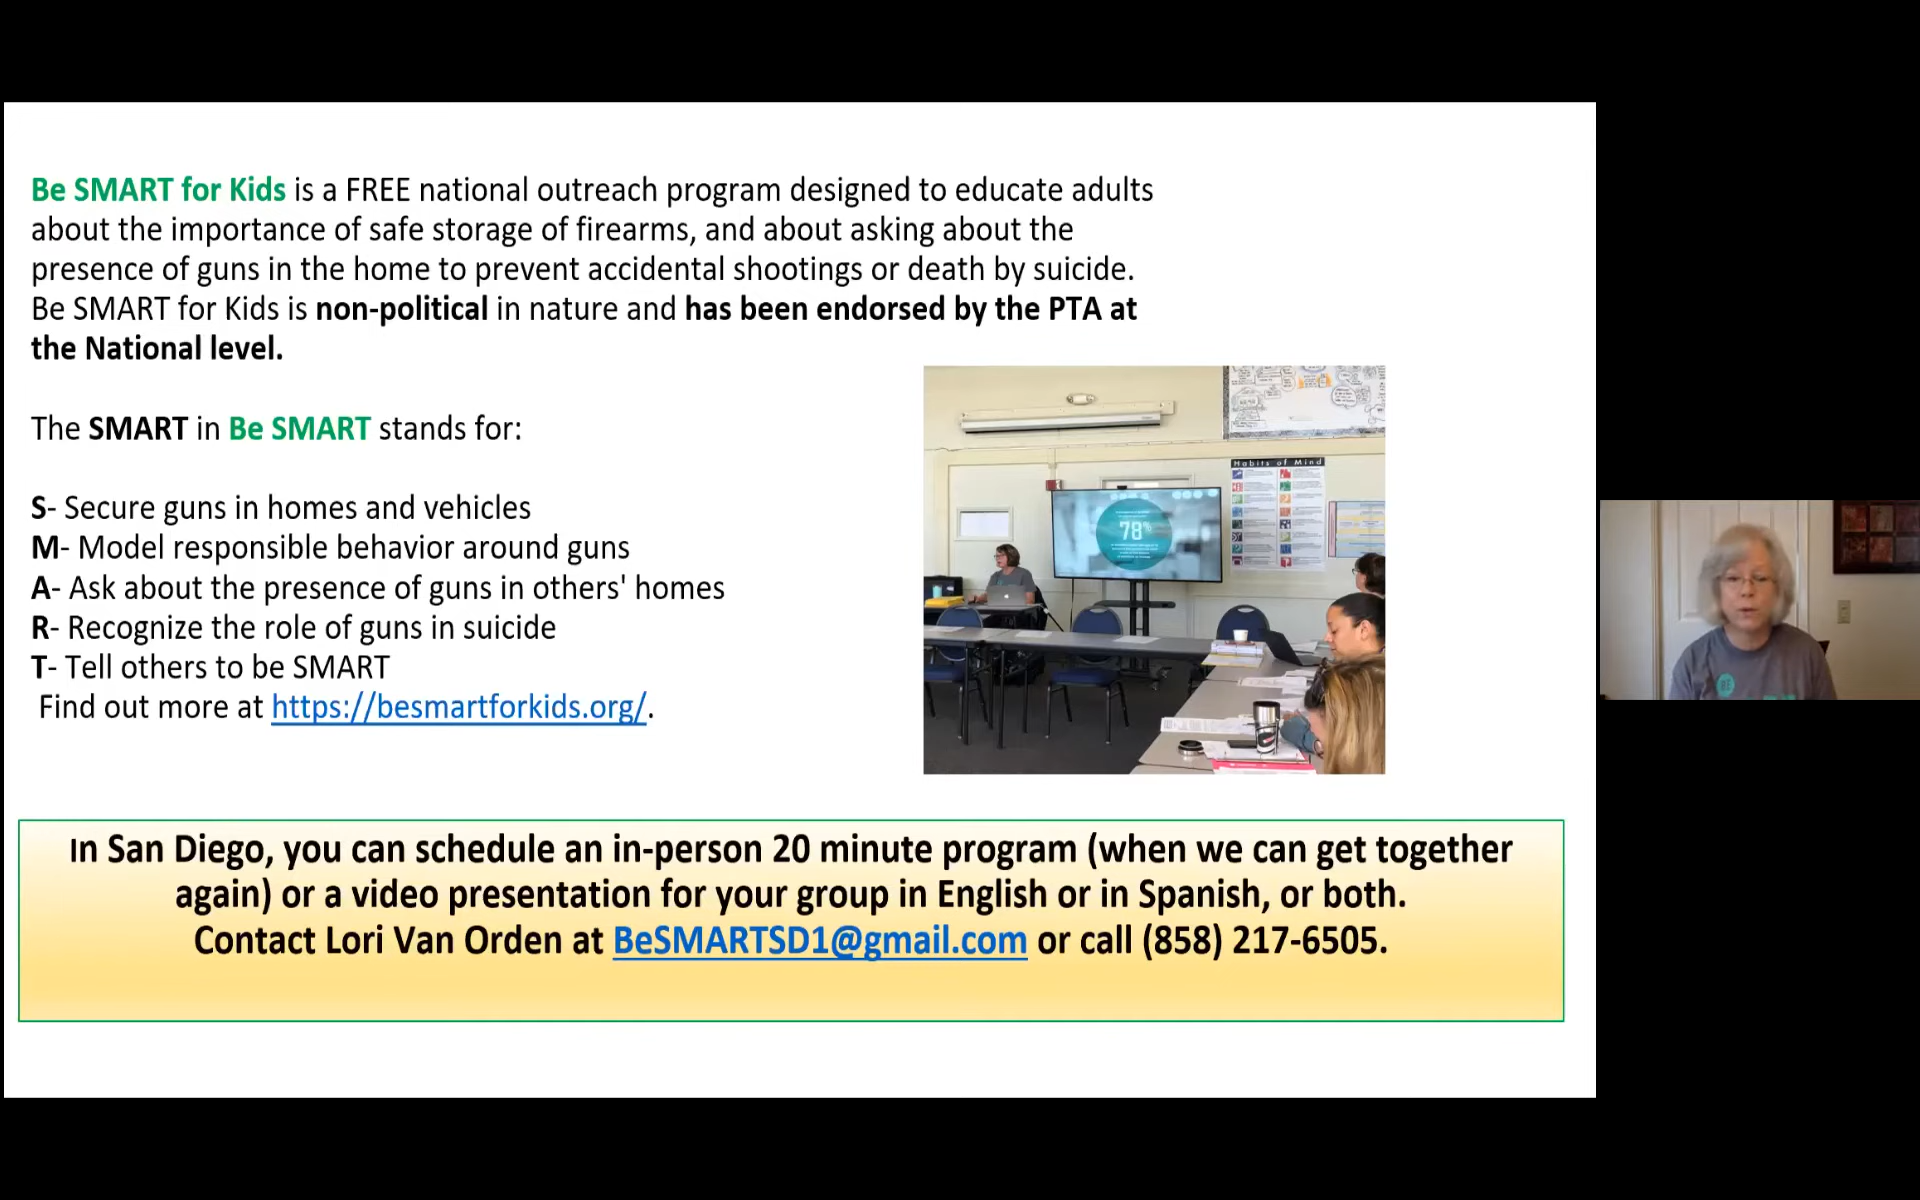 Be SMART for Kids is a FREE national outreach program designed to educate adults
about the importance of safe storage of firearms, and about asking about the
presence of guns in the home to prevent accidental shootings or death by suicide.
Be SMART for Kids is non-political in nature and has been endorsed by the PTA at
the National level.
The SMART in Be SMART stands for:
S- Secure guns in homes and vehicles
M- Model responsible behavior around guns
A- Ask about the presence of guns in others' homes
R- Recognize the role of guns in suicide
T- Tell others to be SMART
Find out more at https://besmartforkids.org/.
Habits of Mind
78%
In San Diego, you can schedule an in-person 20 minute program (when we can get together
again) or a video presentation for your group in English or in Spanish, or both.
Contact Lori Van Orden at BeSMARTSD1@gmail.com or call (858) 217-6505.